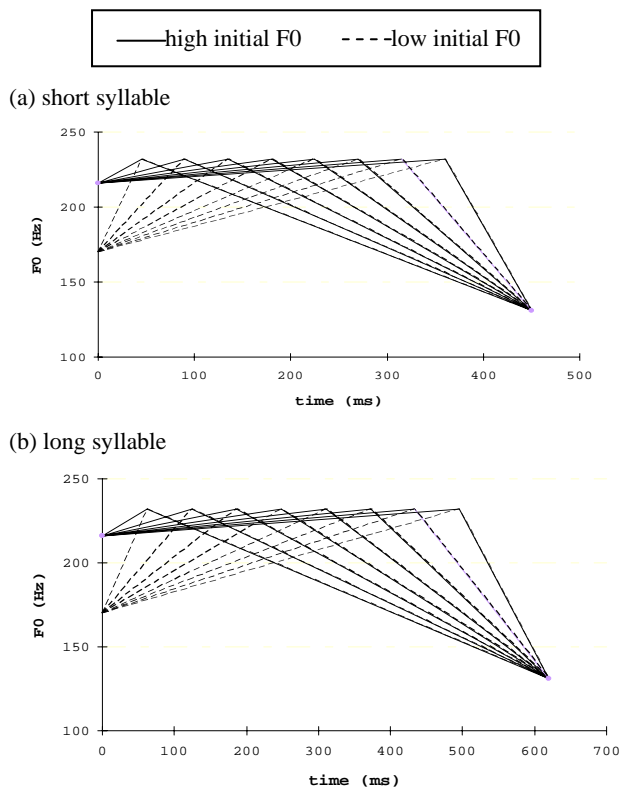 high initial F0 low initial F0
(a) short syllable
250
200
150
100
F0 (Hz)
0 100 200 300 400 500
time (ms)
(b) long syllable
250
200
150
100
F0 (Hz)
0 100 200 300 400 500 600 700
time (ms)